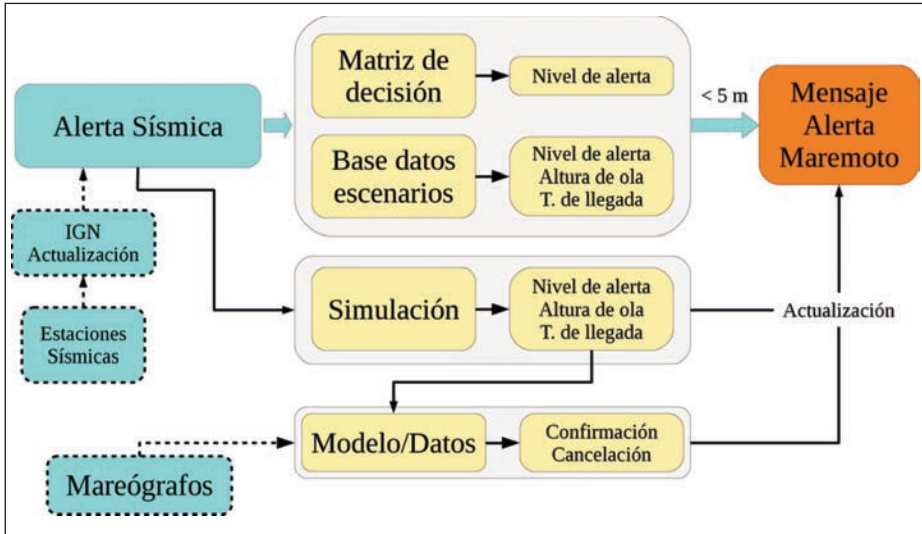 Alerta Sísmica
IGN
Actualización
Estaciones
Sísmicas
Mareógrafos
Matriz de
decisión
Nivel de alerta
Base datos
escenarios
Nivel de alerta
Altura de ola
T. de llegada
Simulación
Nivel de alerta
Altura de ola
T. de llegada
Modelo/Datos
Confirmación
Cancelación
< 5 m
Mensaje
Alerta
Maremoto
Actualización